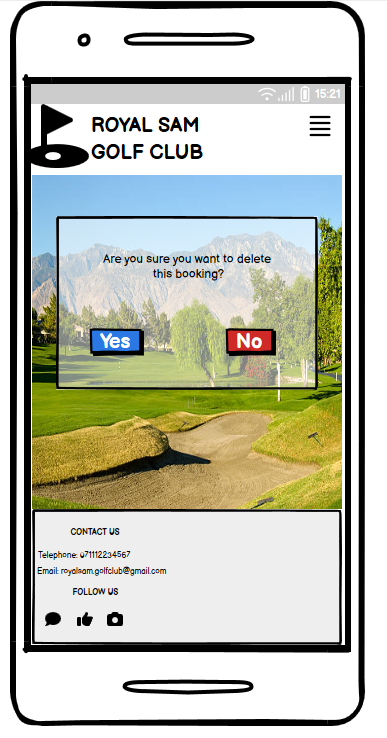 15:21
ROYAL SAM
GOLF CLUB
Are you sure you want to delete
this booking?
Yes
No
CONTACT US
Telephone: 071112234567
Email: royalsam.golfclub@gmail.com
FOLLOW US